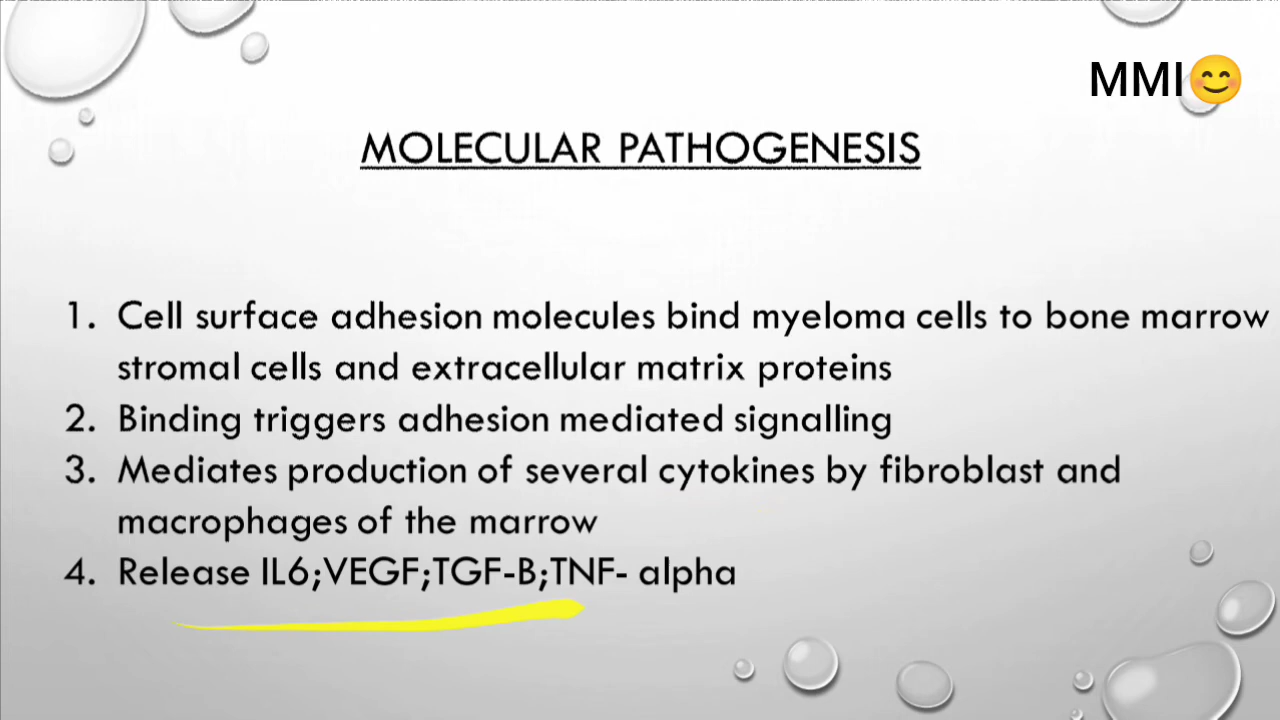 MMI😊
MOLECULAR PATHOGENESIS
1. Cell surface adhesion molecules bind myeloma cells to bone marrow
stromal cells and extracellular matrix proteins
2. Binding triggers adhesion mediated signalling
3. Mediates production of several cytokines by fibroblast and
macrophages of the marrow
4. Release IL6;VEGF;TGF-B;TNF- alpha